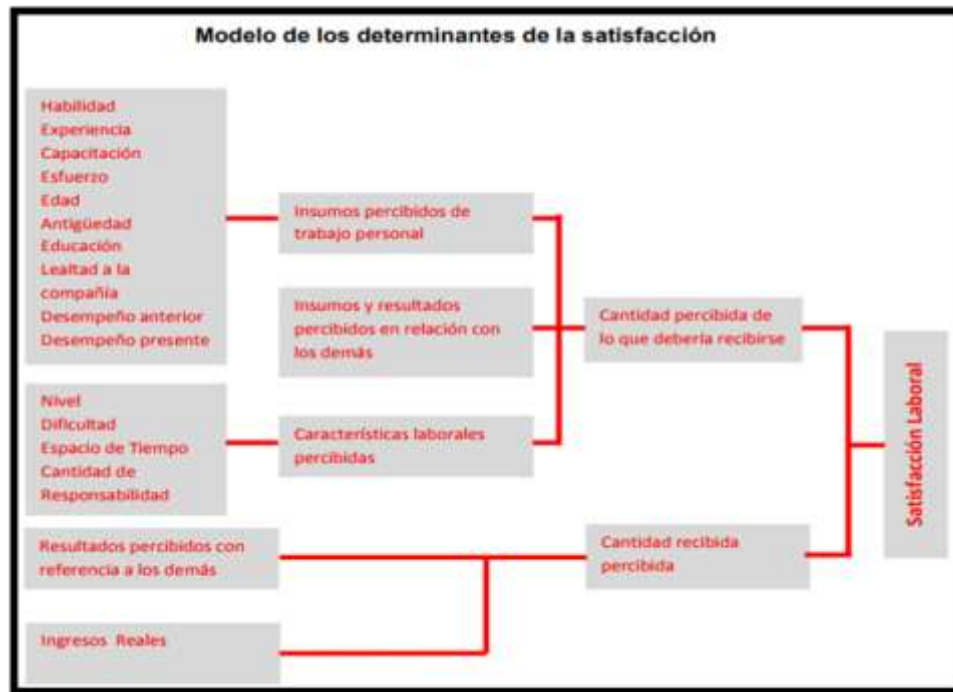 Modelo de los determinantes de la satisfacción
Habilidad
Experiencia
Capacitación
Esfuerzo
Edad
Antigüedad
Educación
Lealtad a la
compañía
Desempeño anterior
Desempeño presente
Insumos percibidos de
trabajo personal
Insumos y resultados
percibidos en relación con
los demás
Cantidad percibida de
lo que debería recibirse
Nivel
Dificultad
Espacio de Tiempo
Cantidad de
Responsabilidad
Características laborales
percibidas
Satisfacción Laboral
Resultados percibidos con
referencia a los demás
Cantidad recibida
percibida
Ingresos Reales